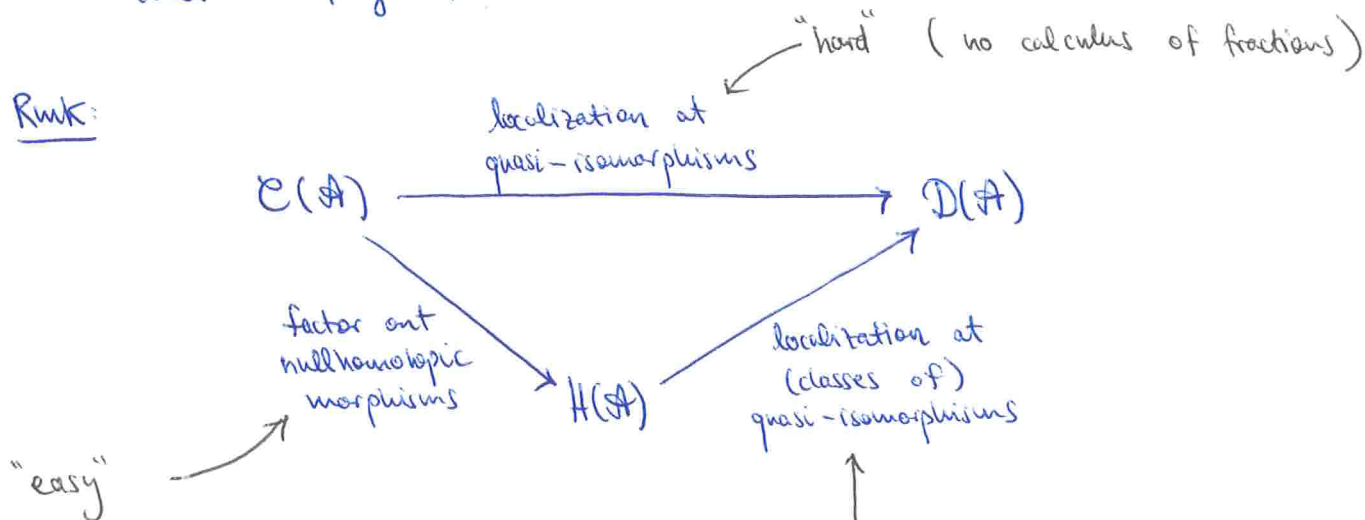 "hard" ( no calculus of fractions )
Rmk:
localization at
quasi-isomorphisms
C(A)
D(A)
factor out
nullhomotopic
morphisms
localization at
(classes of)
quasi-isomorphisms
H(A)
"easy"